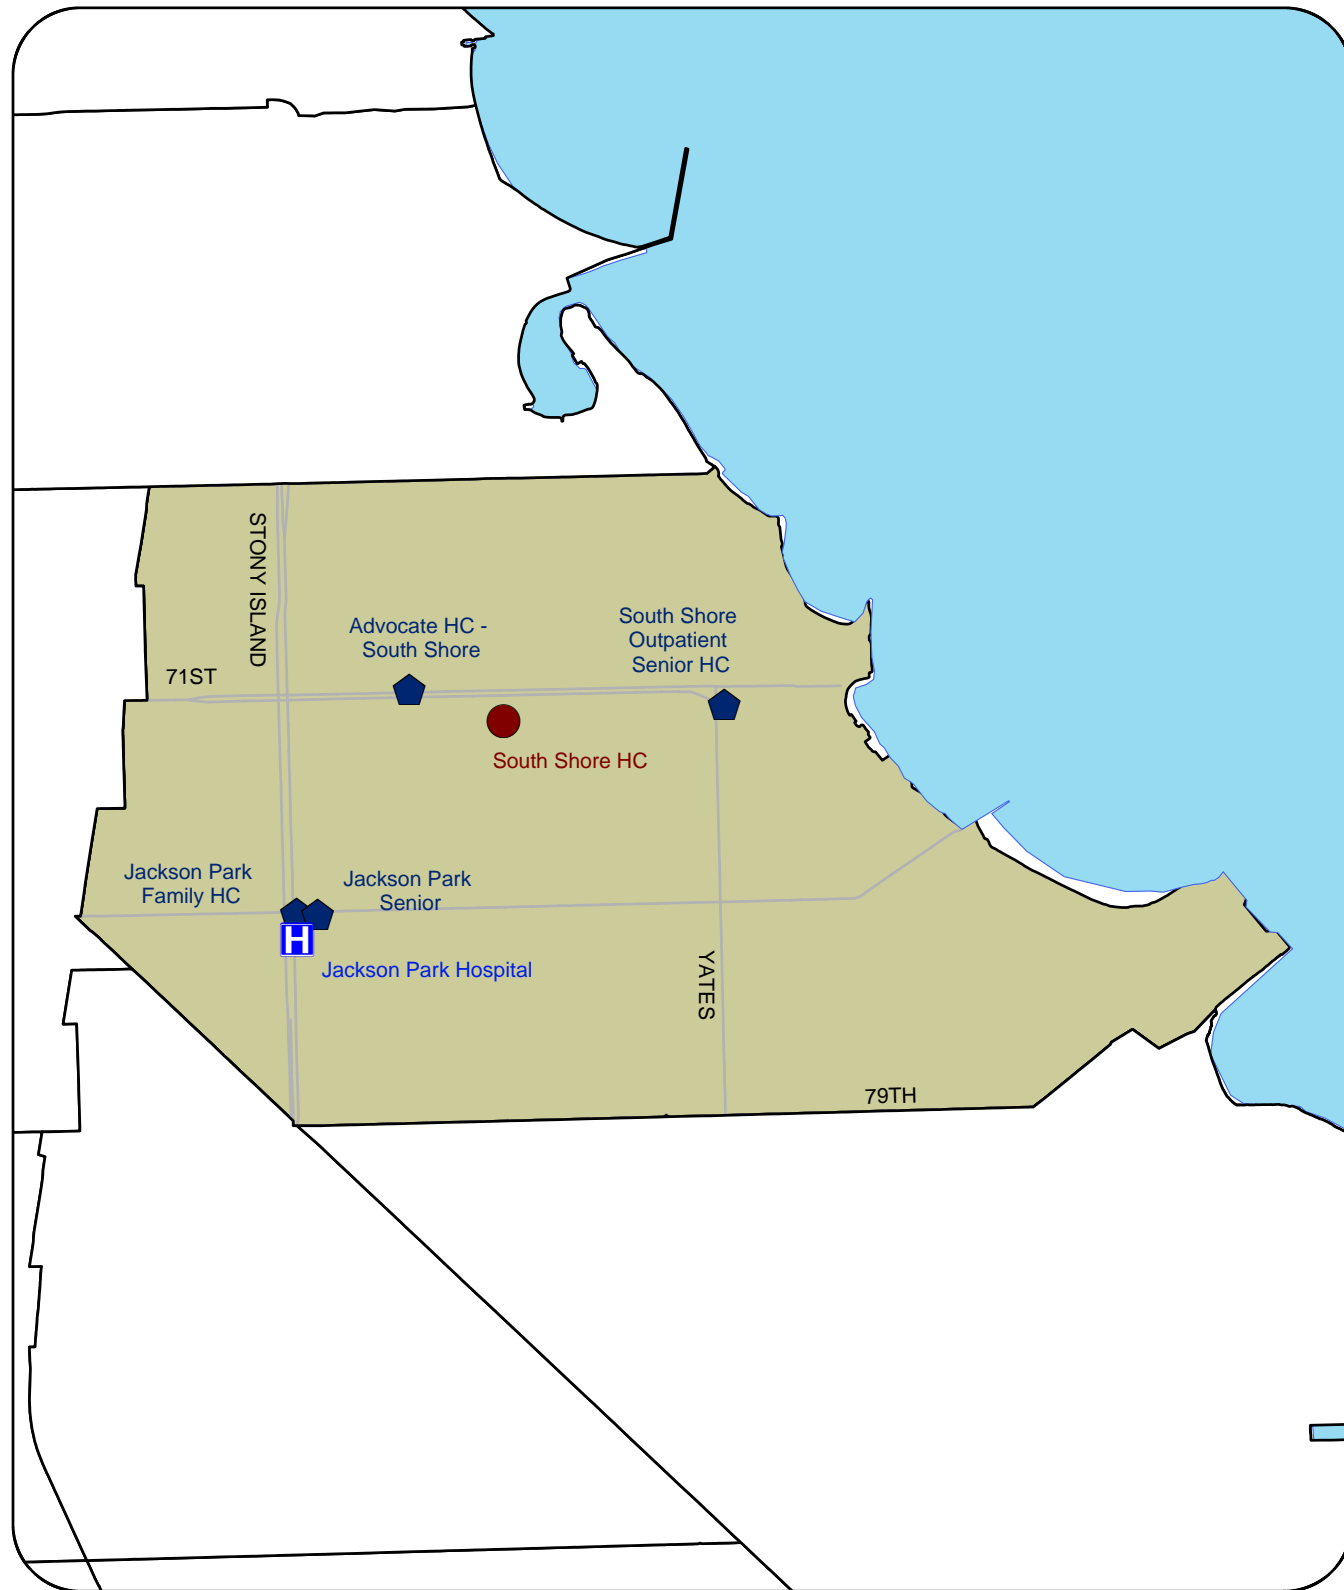 STONY ISLAND
Advocate HC -
South Shore
South Shore
Outpatient
Senior HC
71ST
South Shore HC
Jackson Park
Family HC
Jackson Park
Senior
H
Jackson Park Hospital
YATES
79TH